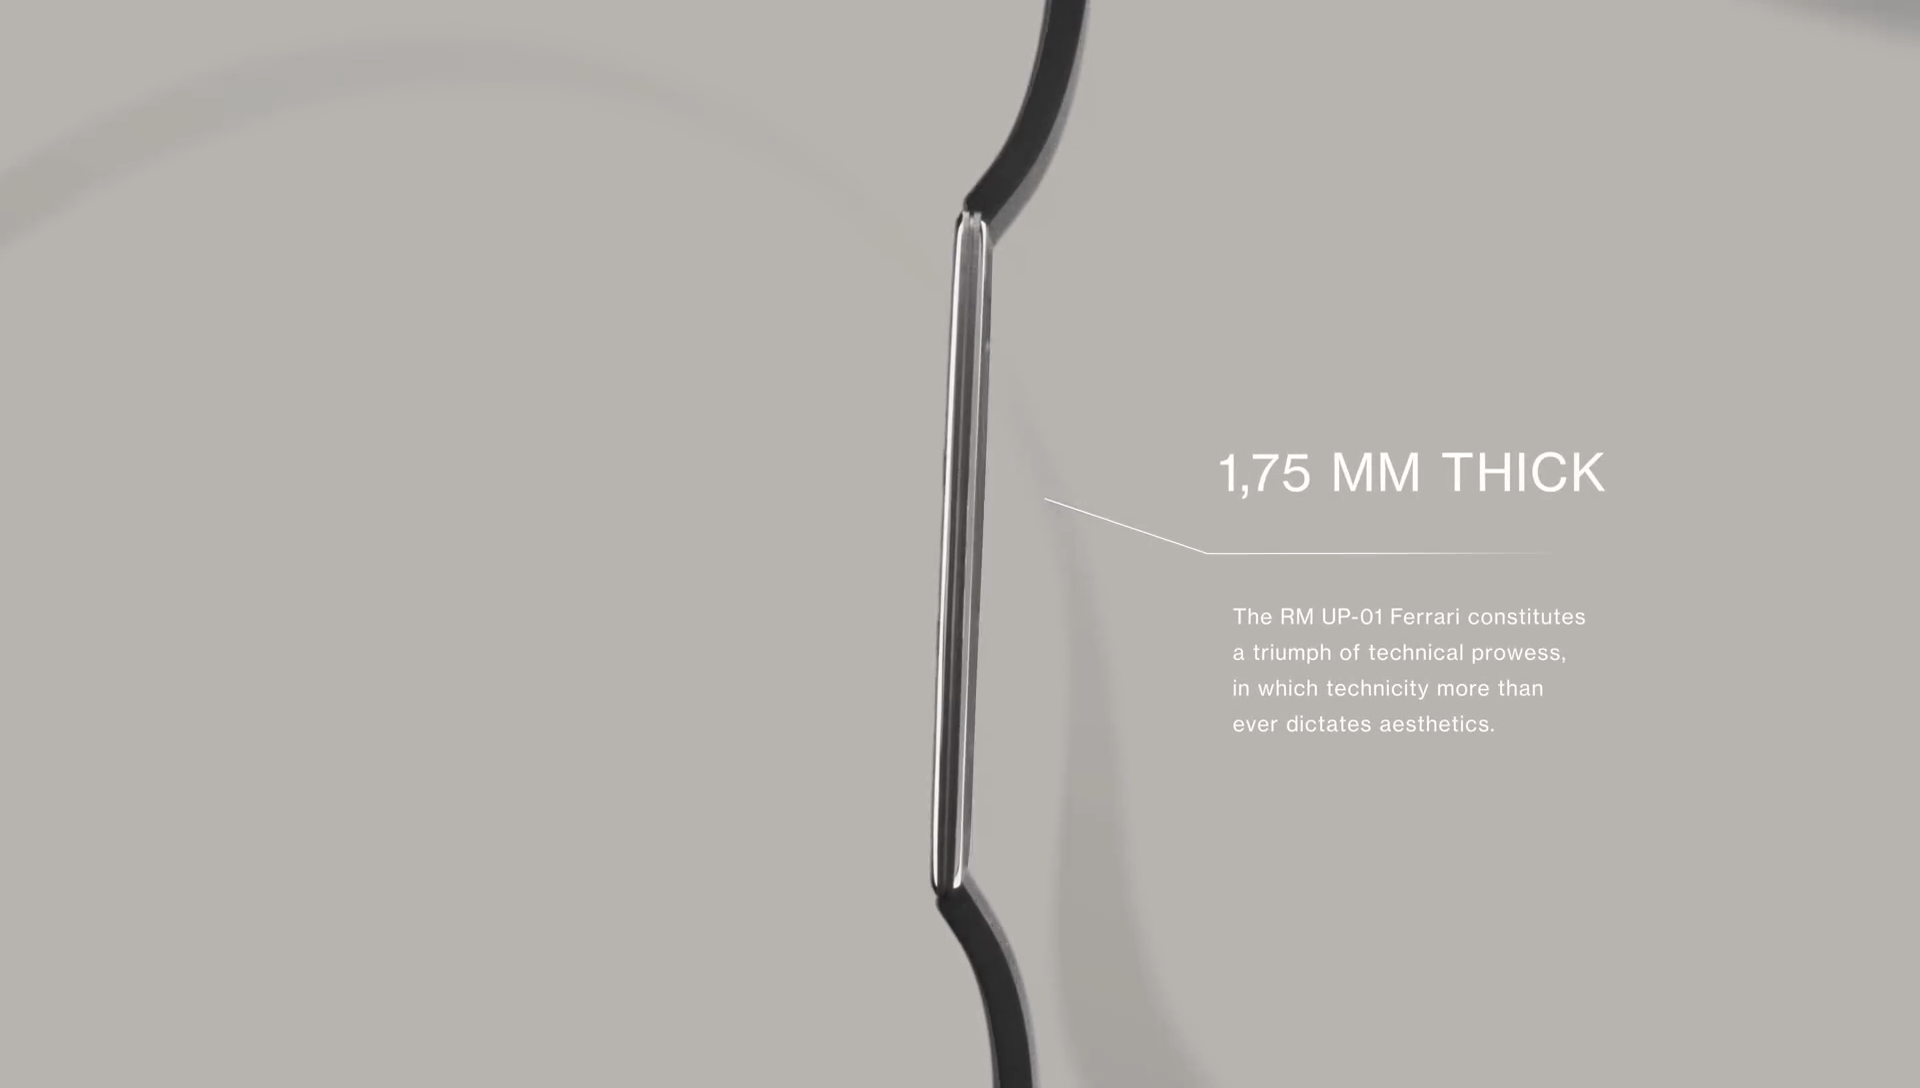 1,75 MM THICK
The RM UP-01 Ferrari constitutes
a triumph of technical prowess,
in which technicity more than
ever dictates aesthetics.